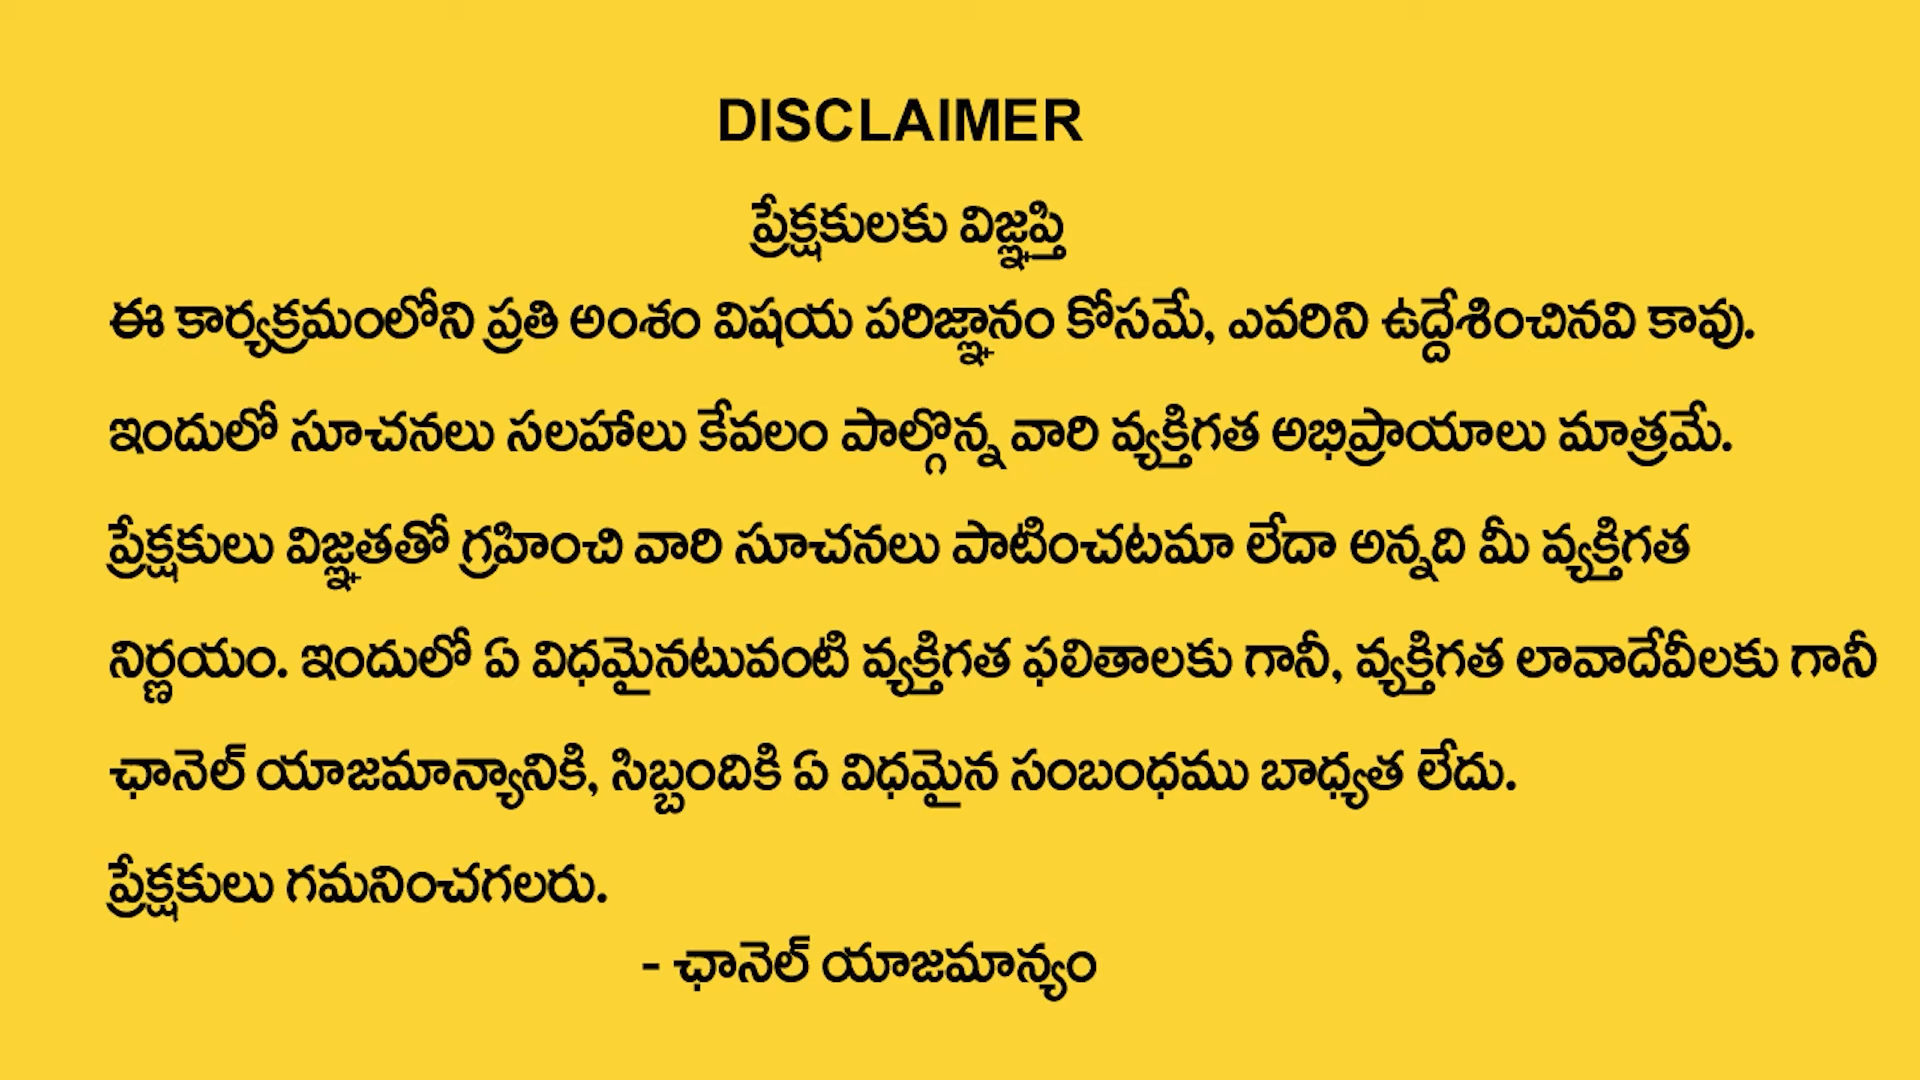 DISCLAIMER
ప్రేక్షకులకు విజ్ఞప్తి
ఈ కార్యక్రమంలోని ప్రతి అంశం విషయ పరిజ్ఞానం కోసమే, ఎవరిని ఉద్దేశించినవి కావు.
ఇందులో సూచనలు సలహాలు కేవలం పాల్గొన్న వారి వ్యక్తిగత అభిప్రాయాలు మాత్రమే.
ప్రేక్షకులు విజ్ఞతతో గ్రహించి వారి సూచనలు పాటించటమా లేదా అన్నది మీ వ్యక్తిగత
నిర్ణయం. ఇందులో ఏ విధమైనటువంటి వ్యక్తిగత ఫలితాలకు గానీ, వ్యక్తిగత లావాదేవీలకు గానీ
ఛానెల్ యాజమాన్యానికి, సిబ్బందికి ఏ విధమైన సంబంధము బాధ్యత లేదు.
ప్రేక్షకులు గమనించగలరు.
- ఛానెల్ యాజమాన్యం